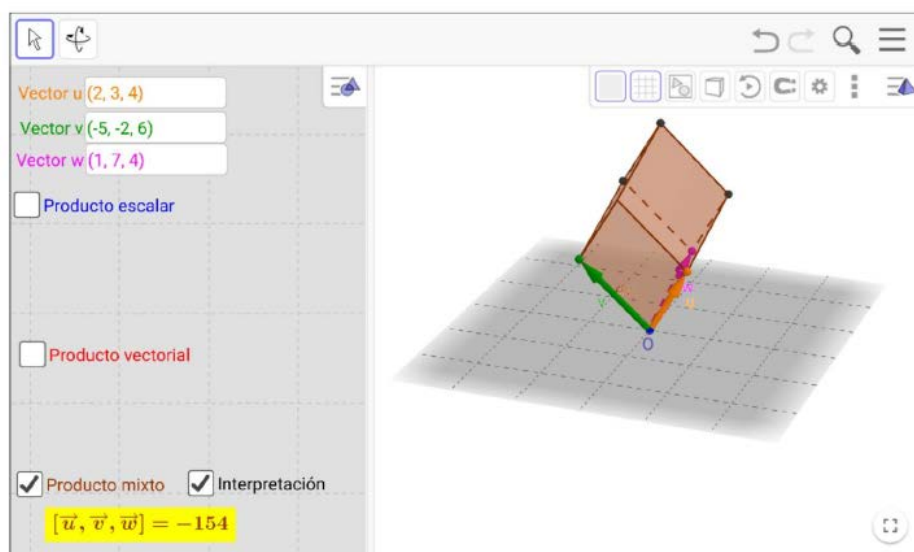 Vector u (2, 3, 4)
Vector v (-5, -2, 6)
Vector w (1, 7, 4)
Producto escalar
Producto vectorial
Producto mixto
Interpretación
[u⃗, v⃗, w⃗] = −154
v
u
O